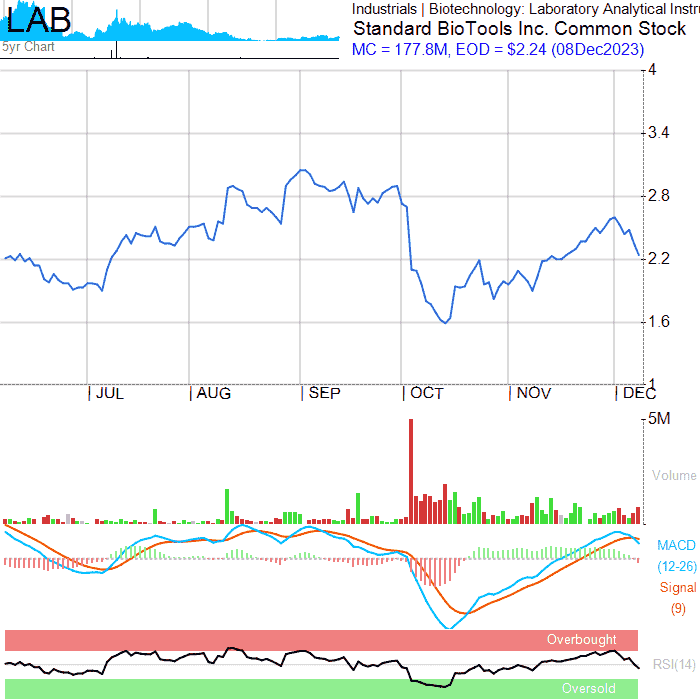 LAB
5yr Chart
Industrials | Biotechnology: Laboratory Analytical Instru
Standard BioTools Inc. Common Stock
MC = 177.8M, EOD = $2.24 (08Dec2023)
4
3.4
2.8
2.2
1.6
1
JUL AUG SEP OCT NOV DEC
5M
Volume
MACD
(12-26)
Signal
(9)
Overbought
RSI(14)
Oversold